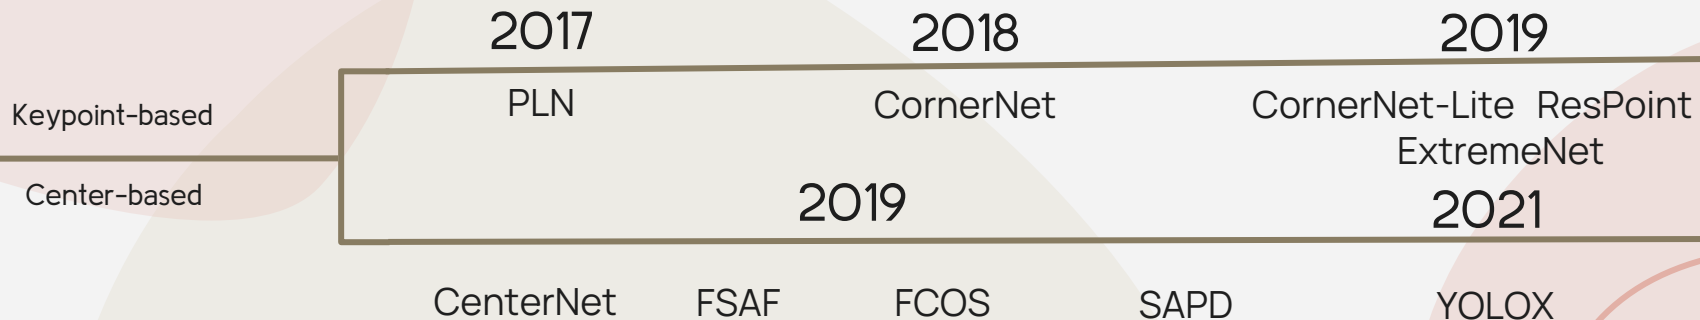 2017 2018 2019
PLN CornerNet CornerNet-Lite ResPoint
Keypoint-based
ExtremeNet
Center-based
2019 2021
CenterNet FSAF FCOS SAPD YOLOX